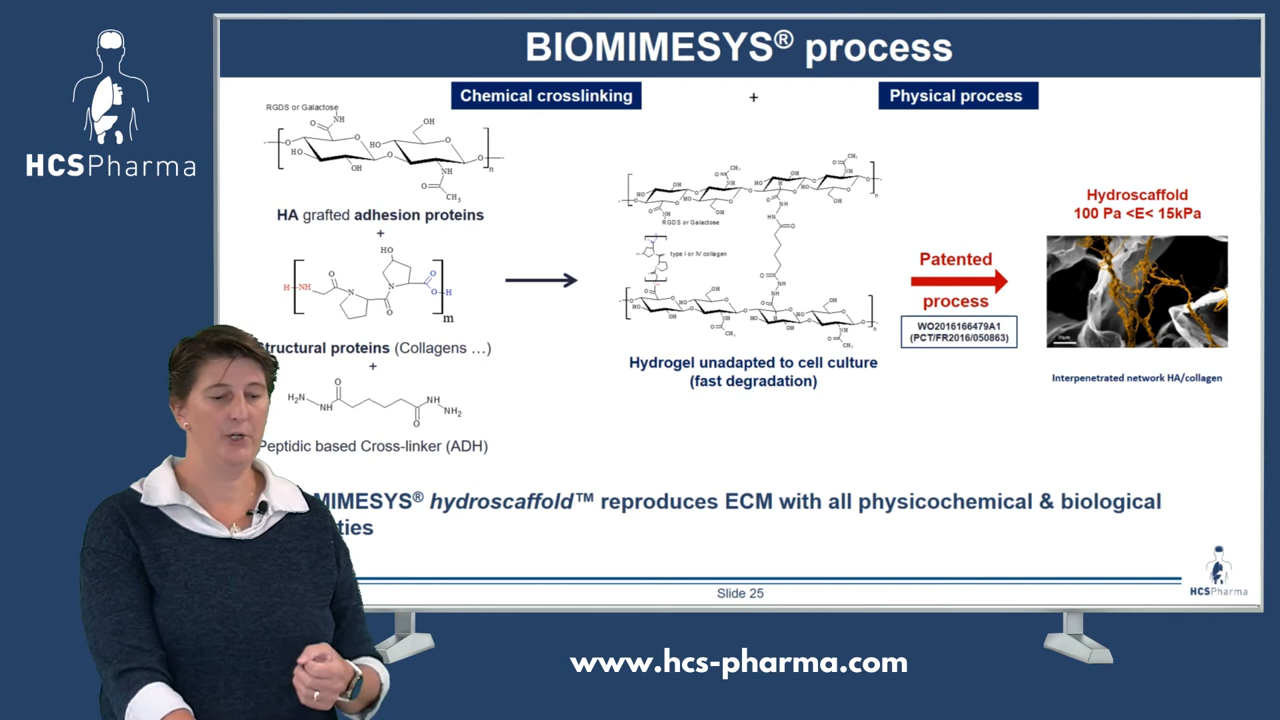 HCSPharma
BIOMIMESYS® process
Chemical crosslinking
+
Physical process
RGDS or Galactose
HA grafted adhesion proteins
+
tructural proteins (Collagens ...)
+
Peptidic based Cross-linker (ADH)
RGDS or Galactose
type I or IV collagen
Hydrogel unadapted to cell culture
(fast degradation)
Patented
process
WO2016166479A1
(PCT/FR2016/050863)
Hydroscaffold
100 Pa <E< 15kPa
Interpenetrated network HA/collagen
MIMESYS® hydroscaffold™ reproduces ECM with all physicochemical & biological
ties
Slide 25
HCSPharma
www.hcs-pharma.com